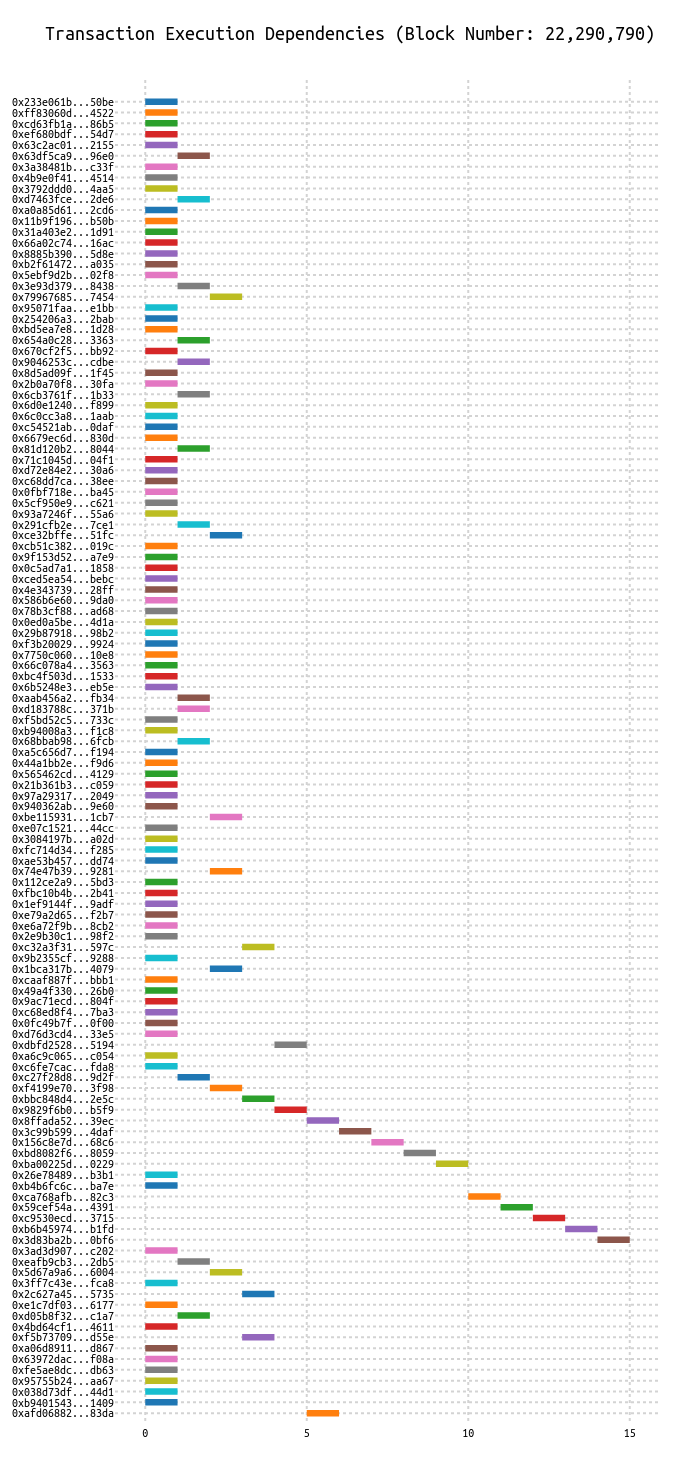 Transaction Execution Dependencies (Block Number: 22,290,790)
0x233e061b...50be
0xff83060d...4522
0xcd63fb1a...86b5
0xef680bdf...54d7
0x63c2ac01...2155
0x63df5ca9...96e0
0x3a38481b...c33f
0x4b9e0f41...4514
0x3792ddd0...4aa5
0xd7463fce...2de6
0xa0a85d61...2cd6
0x11b9f196...b50b
0x31a403e2...1d91
0x66a02c74...16ac
0x8885b390...5d8e
0xb2f61472...a035
0x5ebf9d2b...02f8
0x3e93d379...8438
0x79967685...7454
0x95071faa...e1bb
0x254206a3...2bab
0xbd5ea7e8...1d28
0x654a0c28...3363
0x670cf2f5...bb92
0x9046253c...cdbe
0x8d5ad09f...1f45
0x2b0a70f8...30fa
0x6cb3761f...1b33
0x6d0e1240...f899
0x6c0cc3a8...1aab
0xc54521ab...0daf
0x6679ec6d...830d
0x81d120b2...8044
0x71c1045d...04f1
0xd72e84e2...30a6
0xc68dd7ca...38ee
0x0fbf718e...ba45
0x5cf950e9...c621
0x93a7246f...55a6
0x291cfb2e...7ce1
0xce32bffe...51fc
0xcb51c382...019c
0x9f153d52...a7e9
0x0c5ad7a1...1858
0xced5ea54...bebc
0x4e343739...28ff
0x586b6e60...9da0
0x78b3cf88...ad68
0x0ed0a5be...4d1a
0x29b87918...98b2
0xf3b20029...9924
0x7750c060...10e8
0x66c078a4...3563
0xbc4f503d...1533
0x6b5248e3...eb5e
0xaab456a2...fb34
0xd183788c...371b
0xf5bd52c5...733c
0xb94008a3...f1c8
0x68bbab98...6fcb
0xa5c656d7...f194
0x44a1bb2e...f9d6
0x565462cd...4129
0x21b361b3...c059
0x97a29317...2049
0x940362ab...9e60
0xbe115931...1cb7
0xe07c1521...44cc
0x3084197b...a02d
0xfc714d34...f285
0xae53b457...dd74
0x74e47b39...9281
0x112ce2a9...5bd3
0xfbc10b4b...2b41
0x1ef9144f...9adf
0xe79a2d65...f2b7
0xe6a72f9b...8cb2
0x2e9b30c1...98f2
0xc32a3f31...597c
0x9b2355cf...9288
0x1bca317b...4079
0xcaaf887f...bbb1
0x49a4f330...26b0
0x9ac71ecd...804f
0xc68ed8f4...7ba3
0x0fc49b7f...0f00
0xd76d3cd4...33e5
0xdbfd2528...5194
0xa6c9c065...c054
0xc6fe7cac...fda8
0xc27f28d8...9d2f
0xf4199e70...3f98
0xbbc848d4...2e5c
0x9829f6b0...b5f9
0x8ffada52...39ec
0x3c99b599...4daf
0x156c8e7d...68c6
0xbd8082f6...8059
0xba00225d...0229
0x26e78489...b3b1
0xb4b6fc6c...ba7e
0xca768afb...82c3
0x59cef54a...4391
0xc9530ecd...3715
0xb6b45974...b1fd
0x3d83ba2b...0bf6
0x3ad3d907...c202
0xeafb9cb3...2db5
0x5d67a9a6...6004
0x3ff7c43e...fca8
0x2c627a45...5735
0xe1c7df03...6177
0xd05b8f32...c1a7
0x4bd64cf1...4611
0xf5b73709...d55e
0xa06d8911...d867
0x63972dac...f08a
0xfe5ae8dc...db63
0x95755b24...aa67
0x038d73df...44d1
0xb9401543...1409
0xafd06882...83da
0 5 10 15